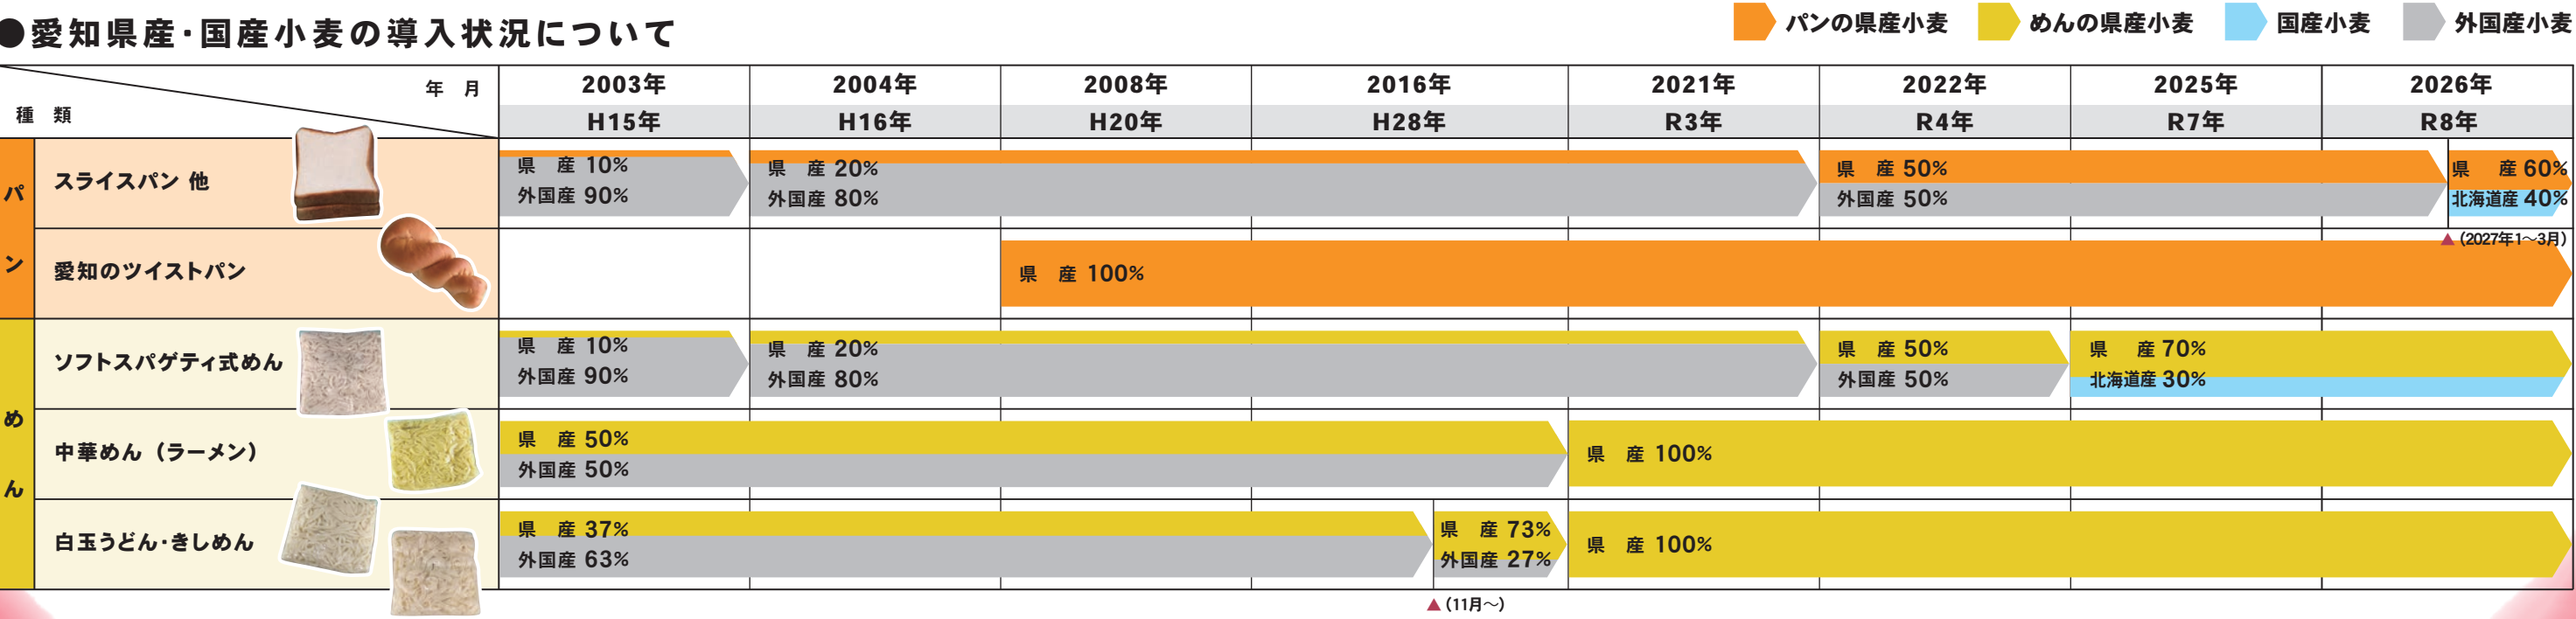 ●愛知県産・国産小麦の導入状況について
パンの県産小麦 めんの県産小麦 国産小麦 外国産小麦
年 月
種 類
2003年 2004年 2008年 2016年 2021年 2022年 2025年 2026年
H15年 H16年 H20年 H28年 R3年 R4年 R7年 R8年
パン
スライスパン 他
県 産 10%
外国産 90%
県 産 20%
外国産 80%
県 産 50%
外国産 50%
県 産 60%
北海道産 40%
▲(2027年1〜3月)
愛知のツイストパン
県 産 100%
めん
ソフトスパゲティ式めん
県 産 10%
外国産 90%
県 産 20%
外国産 80%
県 産 50%
外国産 50%
県 産 70%
北海道産 30%
中華めん(ラーメン)
県 産 50%
外国産 50%
県 産 100%
白玉うどん・きしめん
県 産 37%
外国産 63%
県 産 73%
外国産 27%
県 産 100%
▲(11月〜)